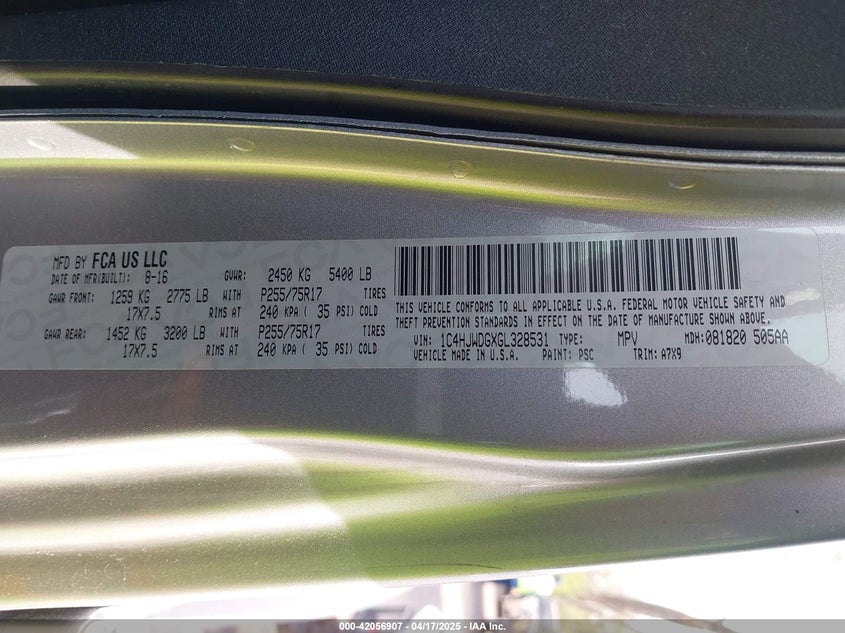 MFD BY FCA US LLC
DATE OF MFR(BUILT): 8-16 GVWR: 2450 KG 5400 LB
GAWR FRONT: 1259 KG 2775 LB WITH P255/75R17 TIRES
17X7.5 RIMS AT 240 KPA ( 35 PSI) COLD
GAWR REAR: 1452 KG 3200 LB WITH P255/75R17 TIRES
17X7.5 RIMS AT 240 KPA ( 35 PSI) COLD
THIS VEHICLE CONFORMS TO ALL APPLICABLE U.S.A. FEDERAL MOTOR VEHICLE SAFETY AND
THEFT PREVENTION STANDARDS IN EFFECT ON THE DATE OF MANUFACTURE SHOWN ABOVE.
VIN: 1C4HJWDGXGL328531 TYPE: MPV MDH: 081820 505AA
VEHICLE MADE IN U.S.A. PAINT: PSC TRIM: A7X9
000-42056907 - 04/17/2025 - IAA Inc.